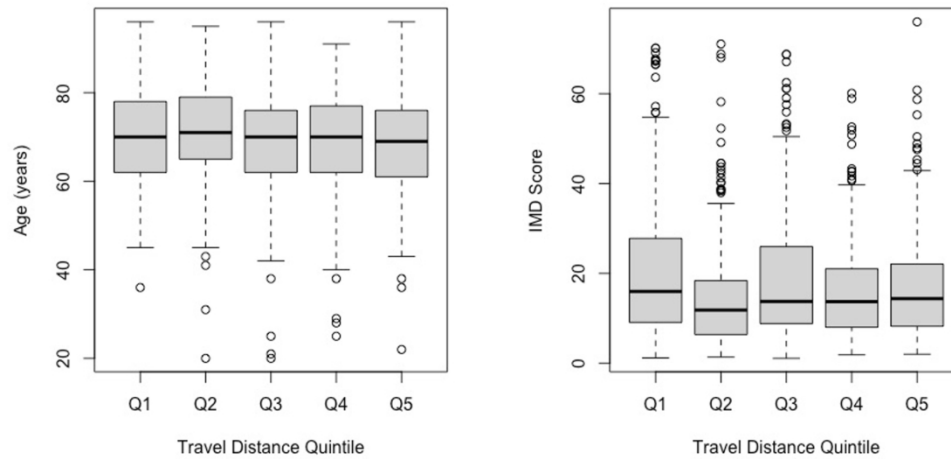 Age (years)
80
60
40
20
Q1 Q2 Q3 Q4 Q5
Travel Distance Quintile
IMD Score
60
40
20
0
Q1 Q2 Q3 Q4 Q5
Travel Distance Quintile